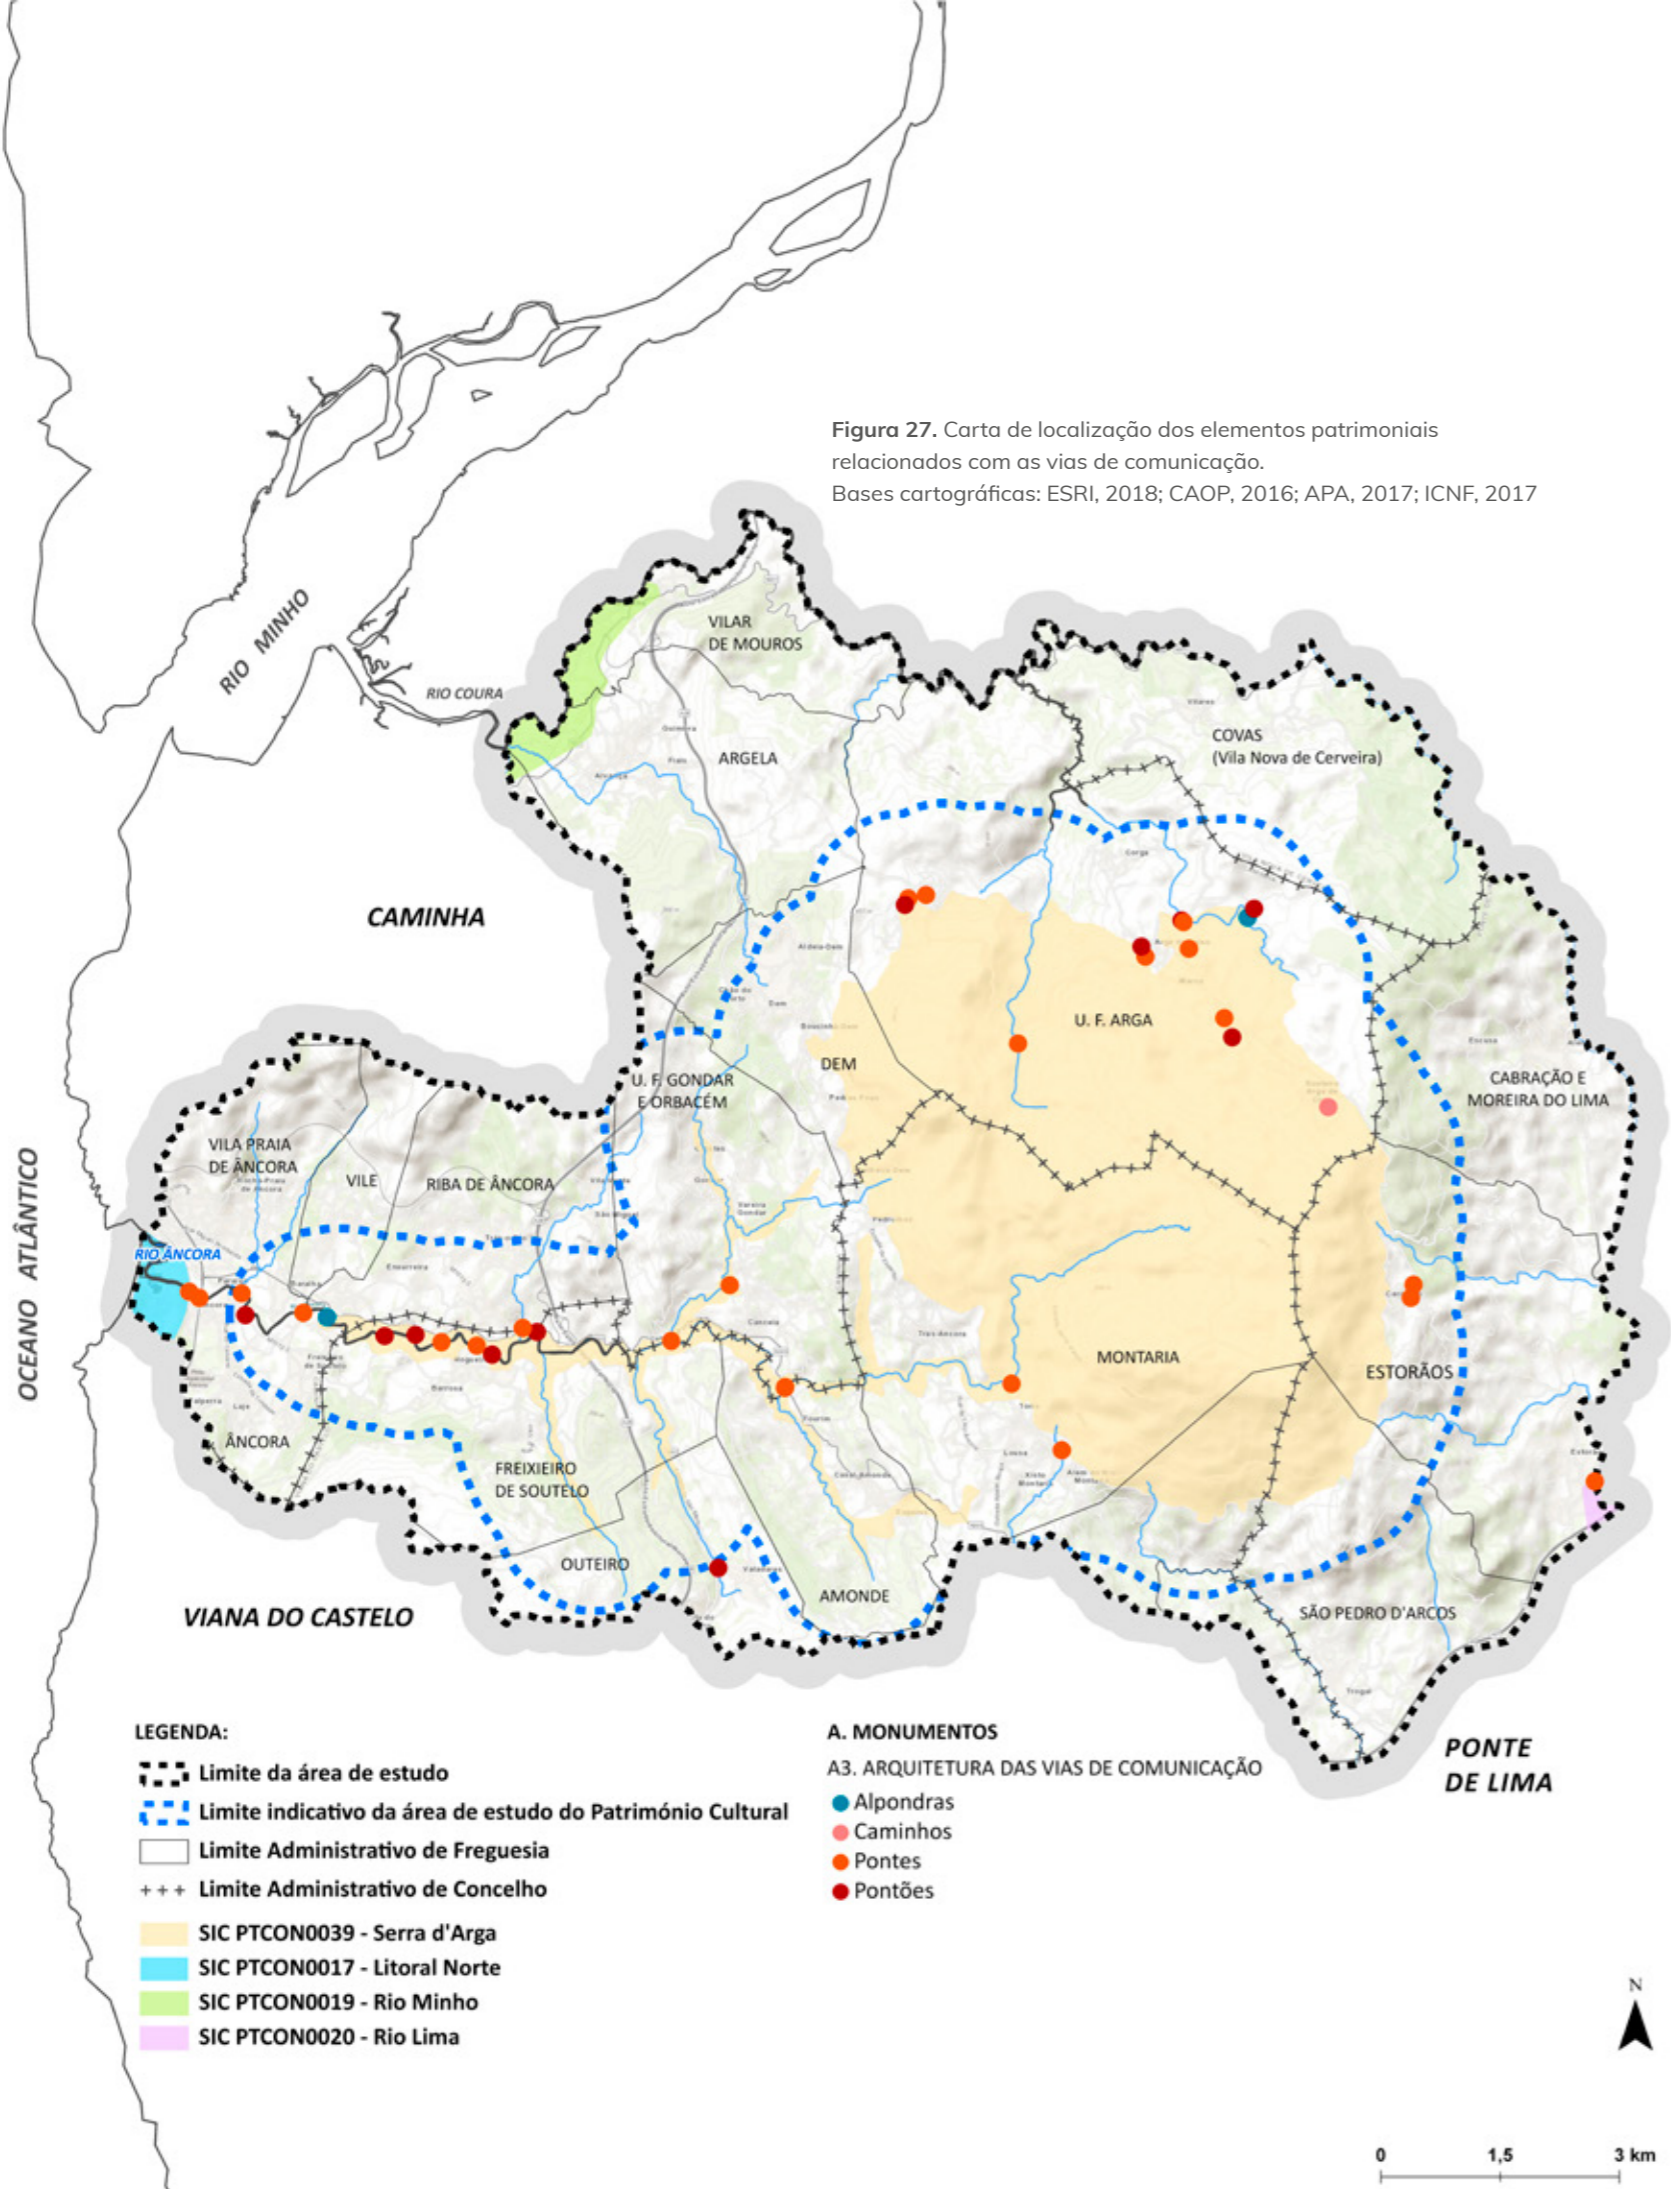 Figura 27. Carta de localização dos elementos patrimoniais
relacionados com as vias de comunicação.
Bases cartográficas: ESRI, 2018; CAOP, 2016; APA, 2017; ICNF, 2017
RIO MINHO
RIO COURA
VILAR
DE MOUROS
ARGELA
COVAS
(Vila Nova de Cerveira)
CAMINHA
U. F. ARGA
DEM
U. F. GONDAR
E ORBACÉM
CABRAÇÃO E
MOREIRA DO LIMA
VILA PRAIA
DE ÂNCORA
VILE
RIBA DE ÂNCORA
OCEANO ATLÂNTICO
RIO ÂNCORA
MONTARIA
ESTORÃOS
ÂNCORA
FREIXIEIRO
DE SOUTELO
OUTEIRO
AMONDE
SÃO PEDRO D'ARCOS
VIANA DO CASTELO
PONTE
DE LIMA
LEGENDA:
Limite da área de estudo
Limite indicativo da área de estudo do Património Cultural
Limite Administrativo de Freguesia
+++ Limite Administrativo de Concelho
SIC PTCON0039 - Serra d'Arga
SIC PTCON0017 - Litoral Norte
SIC PTCON0019 - Rio Minho
SIC PTCON0020 - Rio Lima
A. MONUMENTOS
A3. ARQUITETURA DAS VIAS DE COMUNICAÇÃO
Alpondras
Caminhos
Pontes
Pontões
N
0 1,5 3 km